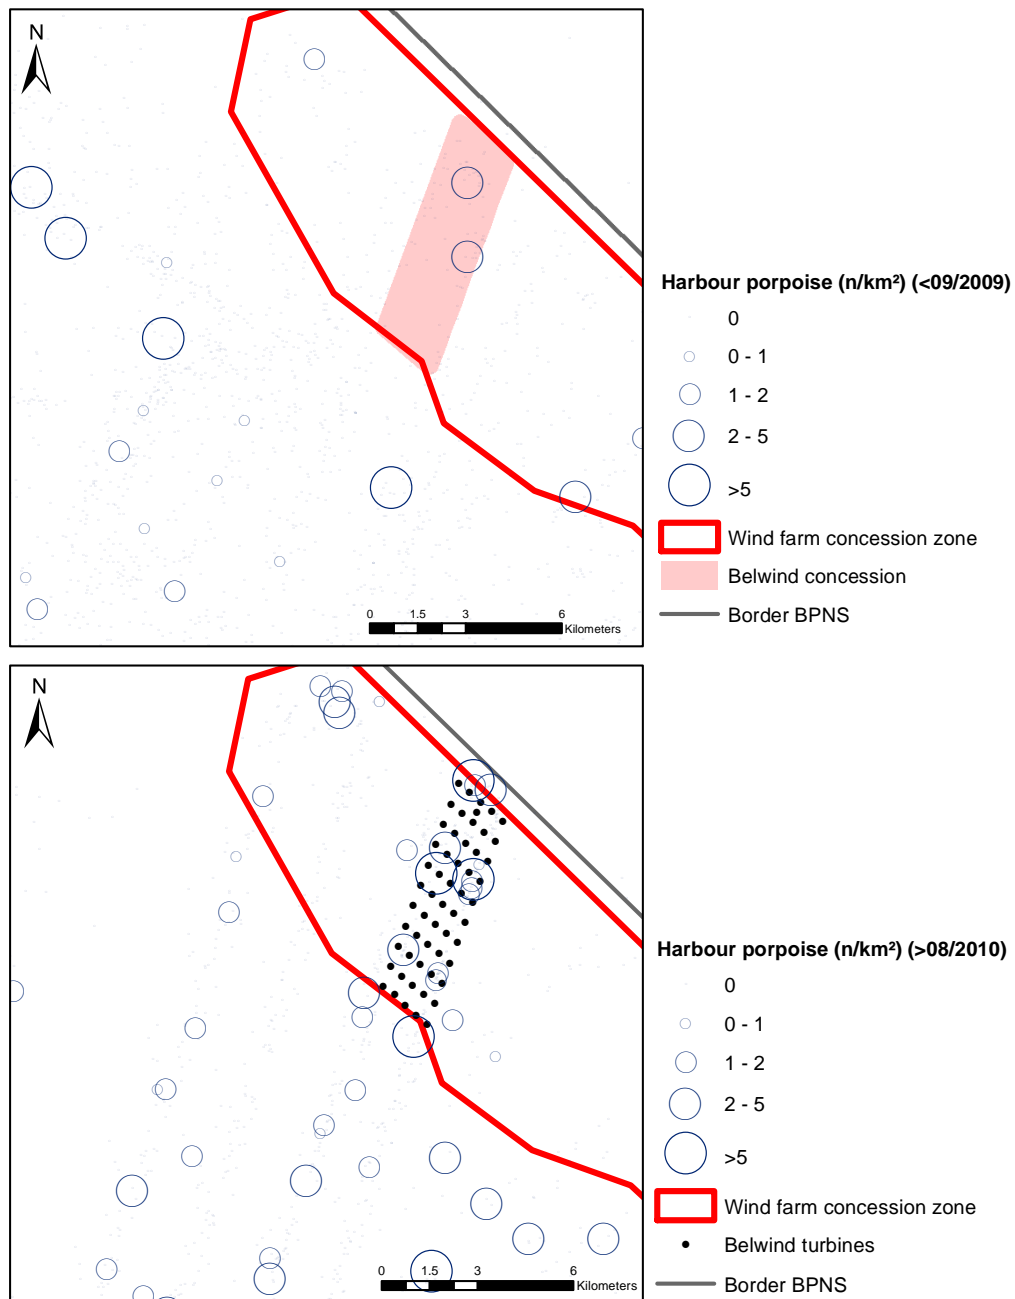 N
0 1.5 3 6
Kilometers
Harbour porpoise (n/km²) (<09/2009)
0
0 - 1
1 - 2
2 - 5
>5
Wind farm concession zone
Belwind concession
Border BPNS
N
0 1.5 3 6
Kilometers
Harbour porpoise (n/km²) (>08/2010)
0
0 - 1
1 - 2
2 - 5
>5
Wind farm concession zone
Belwind turbines
Border BPNS